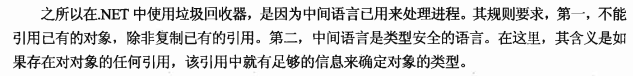 之所以在.NET 中使用垃圾回收器，是因为中间语言已用来处理进程。其规则要求，第一，不能
引用已有的对象，除非复制已有的引用。第二，中间语言是类型安全的语言。在这里，其含义是如
果存在对对象的任何引用，该引用中就有足够的信息来确定对象的类型。